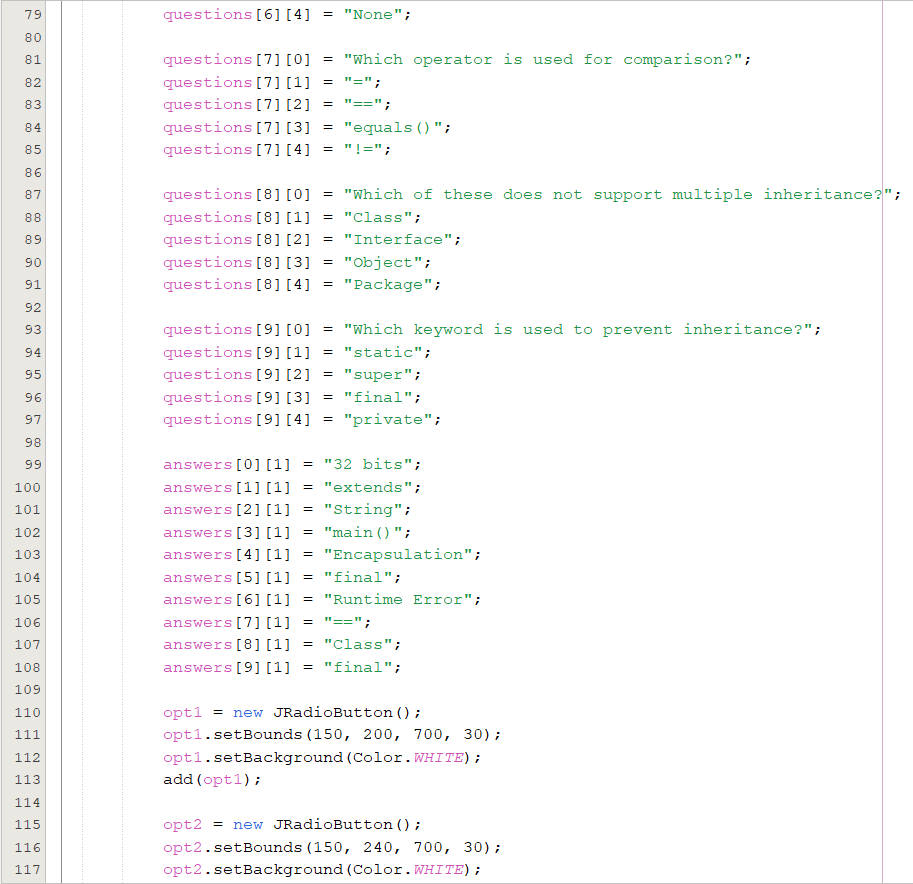 79 questions[6][4] = "None";
80
81 questions[7][0] = "Which operator is used for comparison?";
82 questions[7][1] = "=";
83 questions[7][2] = "==";
84 questions[7][3] = "equals()";
85 questions[7][4] = "!=";
86
87 questions[8][0] = "Which of these does not support multiple inheritance?";
88 questions[8][1] = "Class";
89 questions[8][2] = "Interface";
90 questions[8][3] = "Object";
91 questions[8][4] = "Package";
92
93 questions[9][0] = "Which keyword is used to prevent inheritance?";
94 questions[9][1] = "static";
95 questions[9][2] = "super";
96 questions[9][3] = "final";
97 questions[9][4] = "private";
98
99 answers[0][1] = "32 bits";
100 answers[1][1] = "extends";
101 answers[2][1] = "String";
102 answers[3][1] = "main()";
103 answers[4][1] = "Encapsulation";
104 answers[5][1] = "final";
105 answers[6][1] = "Runtime Error";
106 answers[7][1] = "==";
107 answers[8][1] = "Class";
108 answers[9][1] = "final";
109
110 opt1 = new JRadioButton();
111 opt1.setBounds(150, 200, 700, 30);
112 opt1.setBackground(Color.WHITE);
113 add(opt1);
114
115 opt2 = new JRadioButton();
116 opt2.setBounds(150, 240, 700, 30);
117 opt2.setBackground(Color.WHITE);